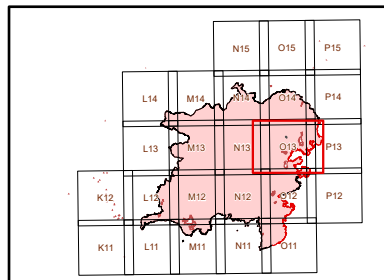 N15 O15 P15
L14 M14 N14 O14 P14
L13 M13 N13 O13 P13
K12 L12 M12 N12 O12 P12
K11 L11 M11 N11 O11